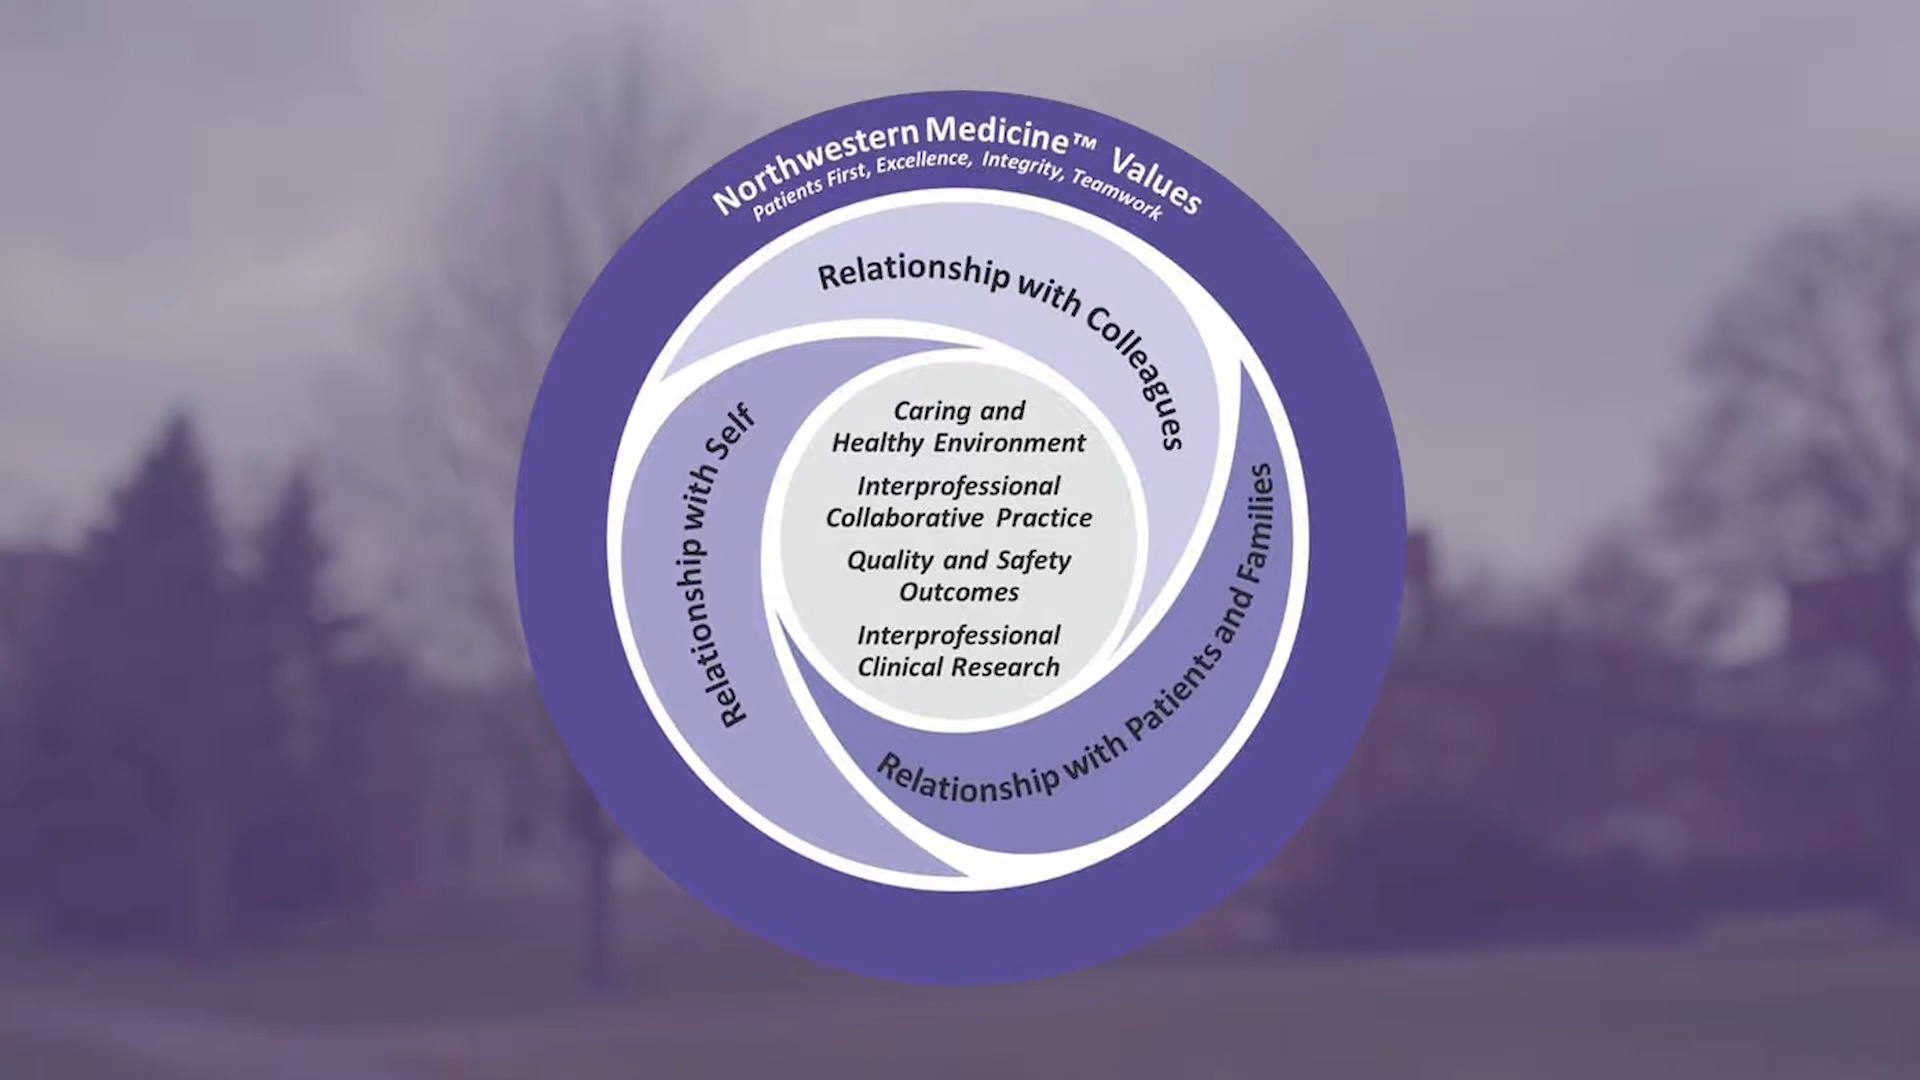 Northwestern Medicine™ Values
Patients First, Excellence, Integrity, Teamwork
Relationship with Colleagues
Relationship with Self
Relationship with Patients and Families
Caring and
Healthy Environment
Interprofessional
Collaborative Practice
Quality and Safety
Outcomes
Interprofessional
Clinical Research